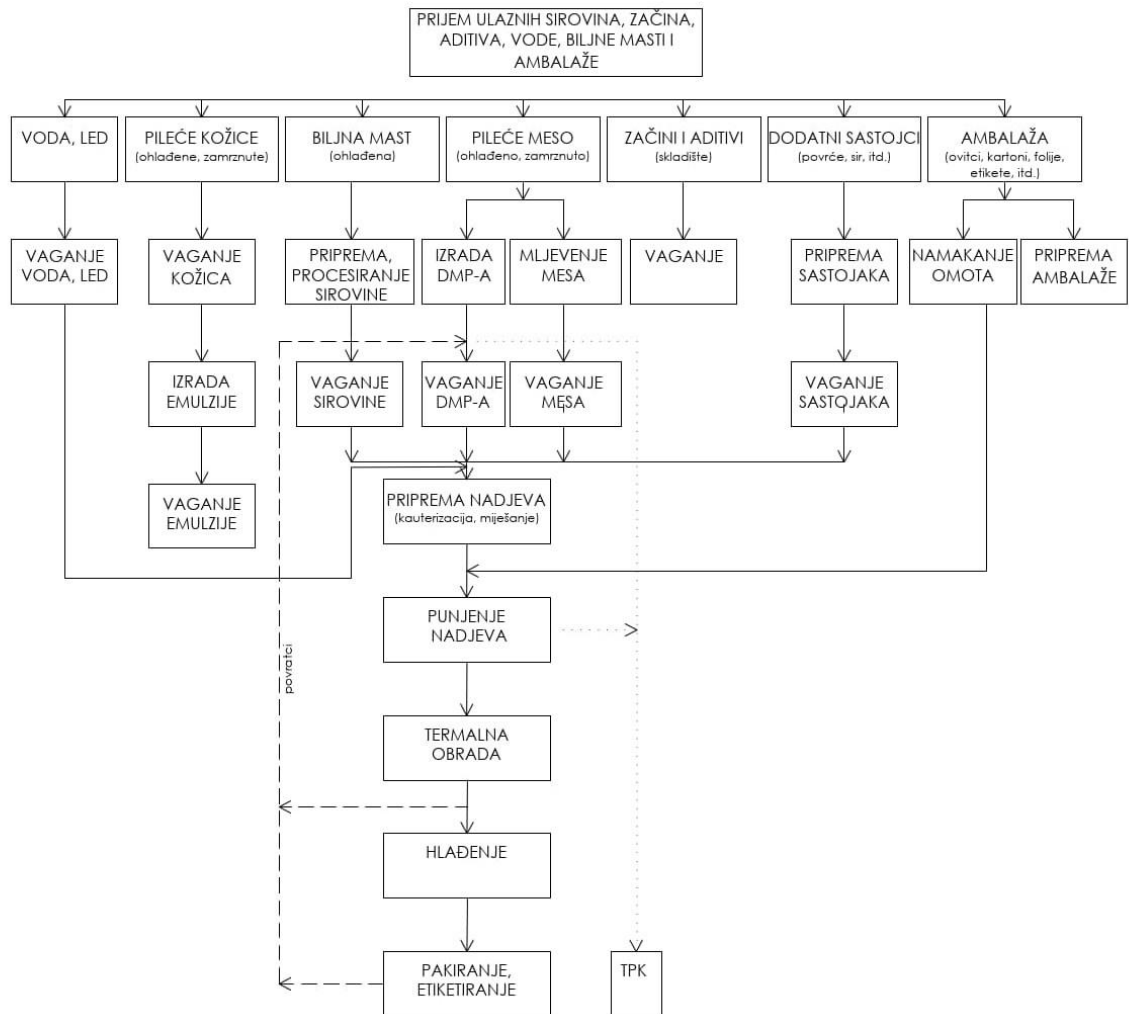 PRIJEM ULAZNIH SIROVINA, ZAČINA,
ADITIVA, VODE, BILJNE MASTI I
AMBALAŽE
VODA, LED
PILEĆE KOŽICE
(ohlađene, zamrznute)
BILJNA MAST
(ohlađena)
PILEĆE MESO
(ohlađeno, zamrznuto)
ZAČINI I ADITIVI
(skladište)
DODATNI SASTOJCI
(povrće, sir, itd.)
AMBALAŽA
(ovitci, kartoni, folije,
etikete, itd.)
VAGANJE
VODA, LED
VAGANJE
KOŽICA
PRIPREMA,
PROCESIRANJE
SIROVINE
IZRADA
DMP-A
MLJEVENJE
MESA
VAGANJE
PRIPREMA
SASTOJAKA
NAMAKANJE
OMOTA
PRIPREMA
AMBALAŽE
IZRADA
EMULZIJE
VAGANJE
SIROVINE
VAGANJE
DMP-A
VAGANJE
MESA
VAGANJE
SASTOJAKA
VAGANJE
EMULZIJE
PRIPREMA NADJEVA
(kauterizacija, miješanje)
PUNJENJE
NADJEVA
povratci
TERMALNA
OBRADA
HLAĐENJE
PAKIRANJE,
ETIKETIRANJE
TPK